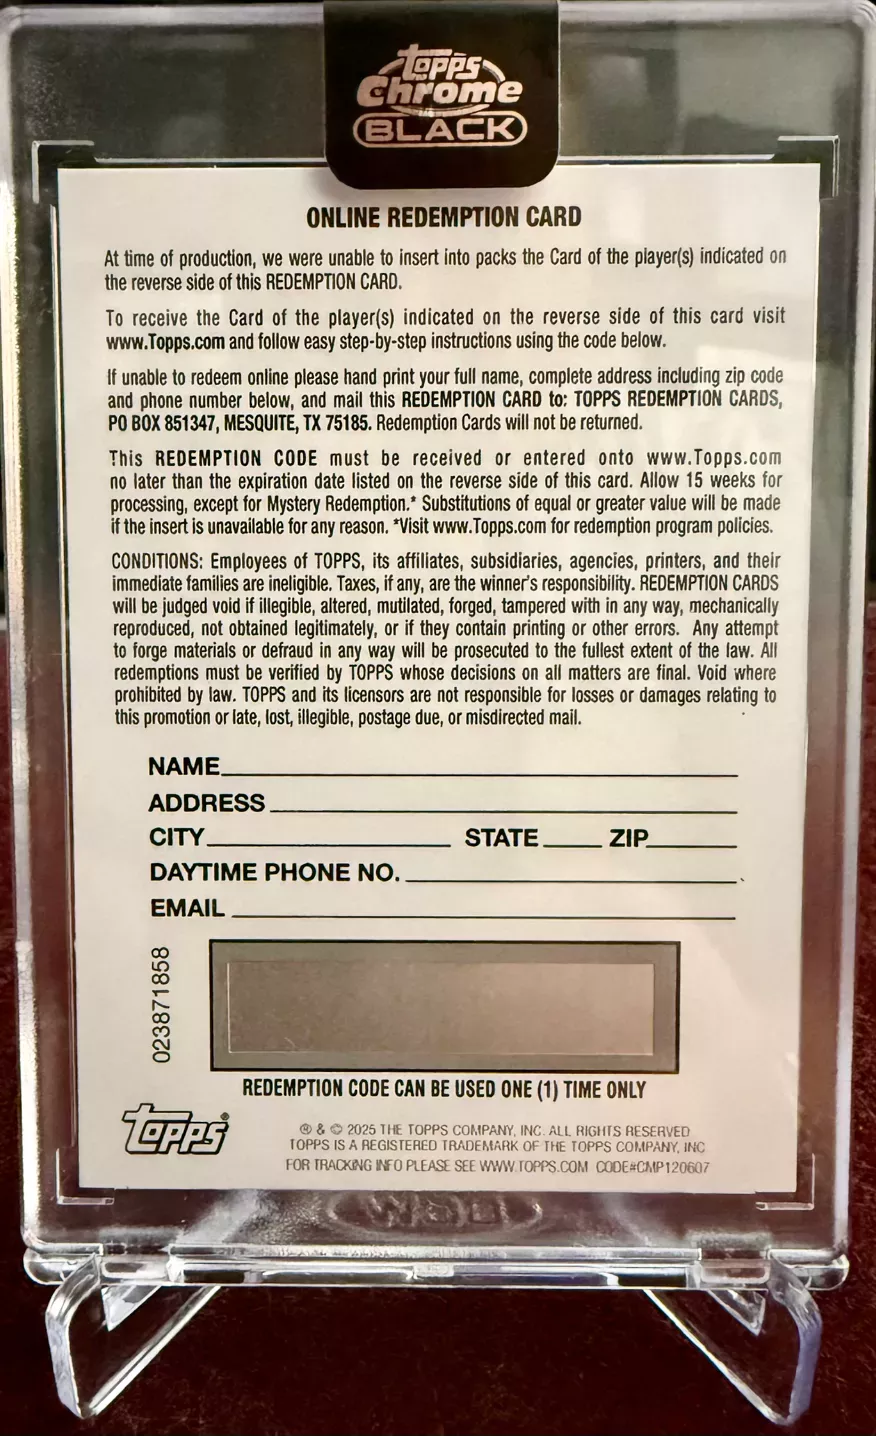 Topps
Chrome
BLACK
ONLINE REDEMPTION CARD
At time of production, we were unable to insert into packs the Card of the player(s) indicated on
the reverse side of this REDEMPTION CARD.
To receive the Card of the player(s) indicated on the reverse side of this card visit
www.Topps.com and follow easy step-by-step instructions using the code below.
If unable to redeem online please hand print your full name, complete address including zip code
and phone number below, and mail this REDEMPTION CARD to: TOPPS REDEMPTION CARDS,
PO BOX 851347, MESQUITE, TX 75185. Redemption Cards will not be returned.
This REDEMPTION CODE must be received or entered onto www.Topps.com
no later than the expiration date listed on the reverse side of this card. Allow 15 weeks for
processing, except for Mystery Redemption.* Substitutions of equal or greater value will be made
if the insert is unavailable for any reason. *Visit www.Topps.com for redemption program policies.
CONDITIONS: Employees of TOPPS, its affiliates, subsidiaries, agencies, printers, and their
immediate families are ineligible. Taxes, if any, are the winner's responsibility. REDEMPTION CARDS
will be judged void if illegible, altered, mutilated, forged, tampered with in any way, mechanically
reproduced, not obtained legitimately, or if they contain printing or other errors. Any attempt
to forge materials or defraud in any way will be prosecuted to the fullest extent of the law. All
redemptions must be verified by TOPPS whose decisions on all matters are final. Void where
prohibited by law. TOPPS and its licensors are not responsible for losses or damages relating to
this promotion or late, lost, illegible, postage due, or misdirected mail.
NAME
ADDRESS
CITY STATE ZIP
DAYTIME PHONE NO.
EMAIL
023871858
REDEMPTION CODE CAN BE USED ONE (1) TIME ONLY
Topps®
® & © 2025 THE TOPPS COMPANY, INC. ALL RIGHTS RESERVED
TOPPS IS A REGISTERED TRADEMARK OF THE TOPPS COMPANY, INC
FOR TRACKING INFO PLEASE SEE WWW.TOPPS.COM CODE#CMP120607